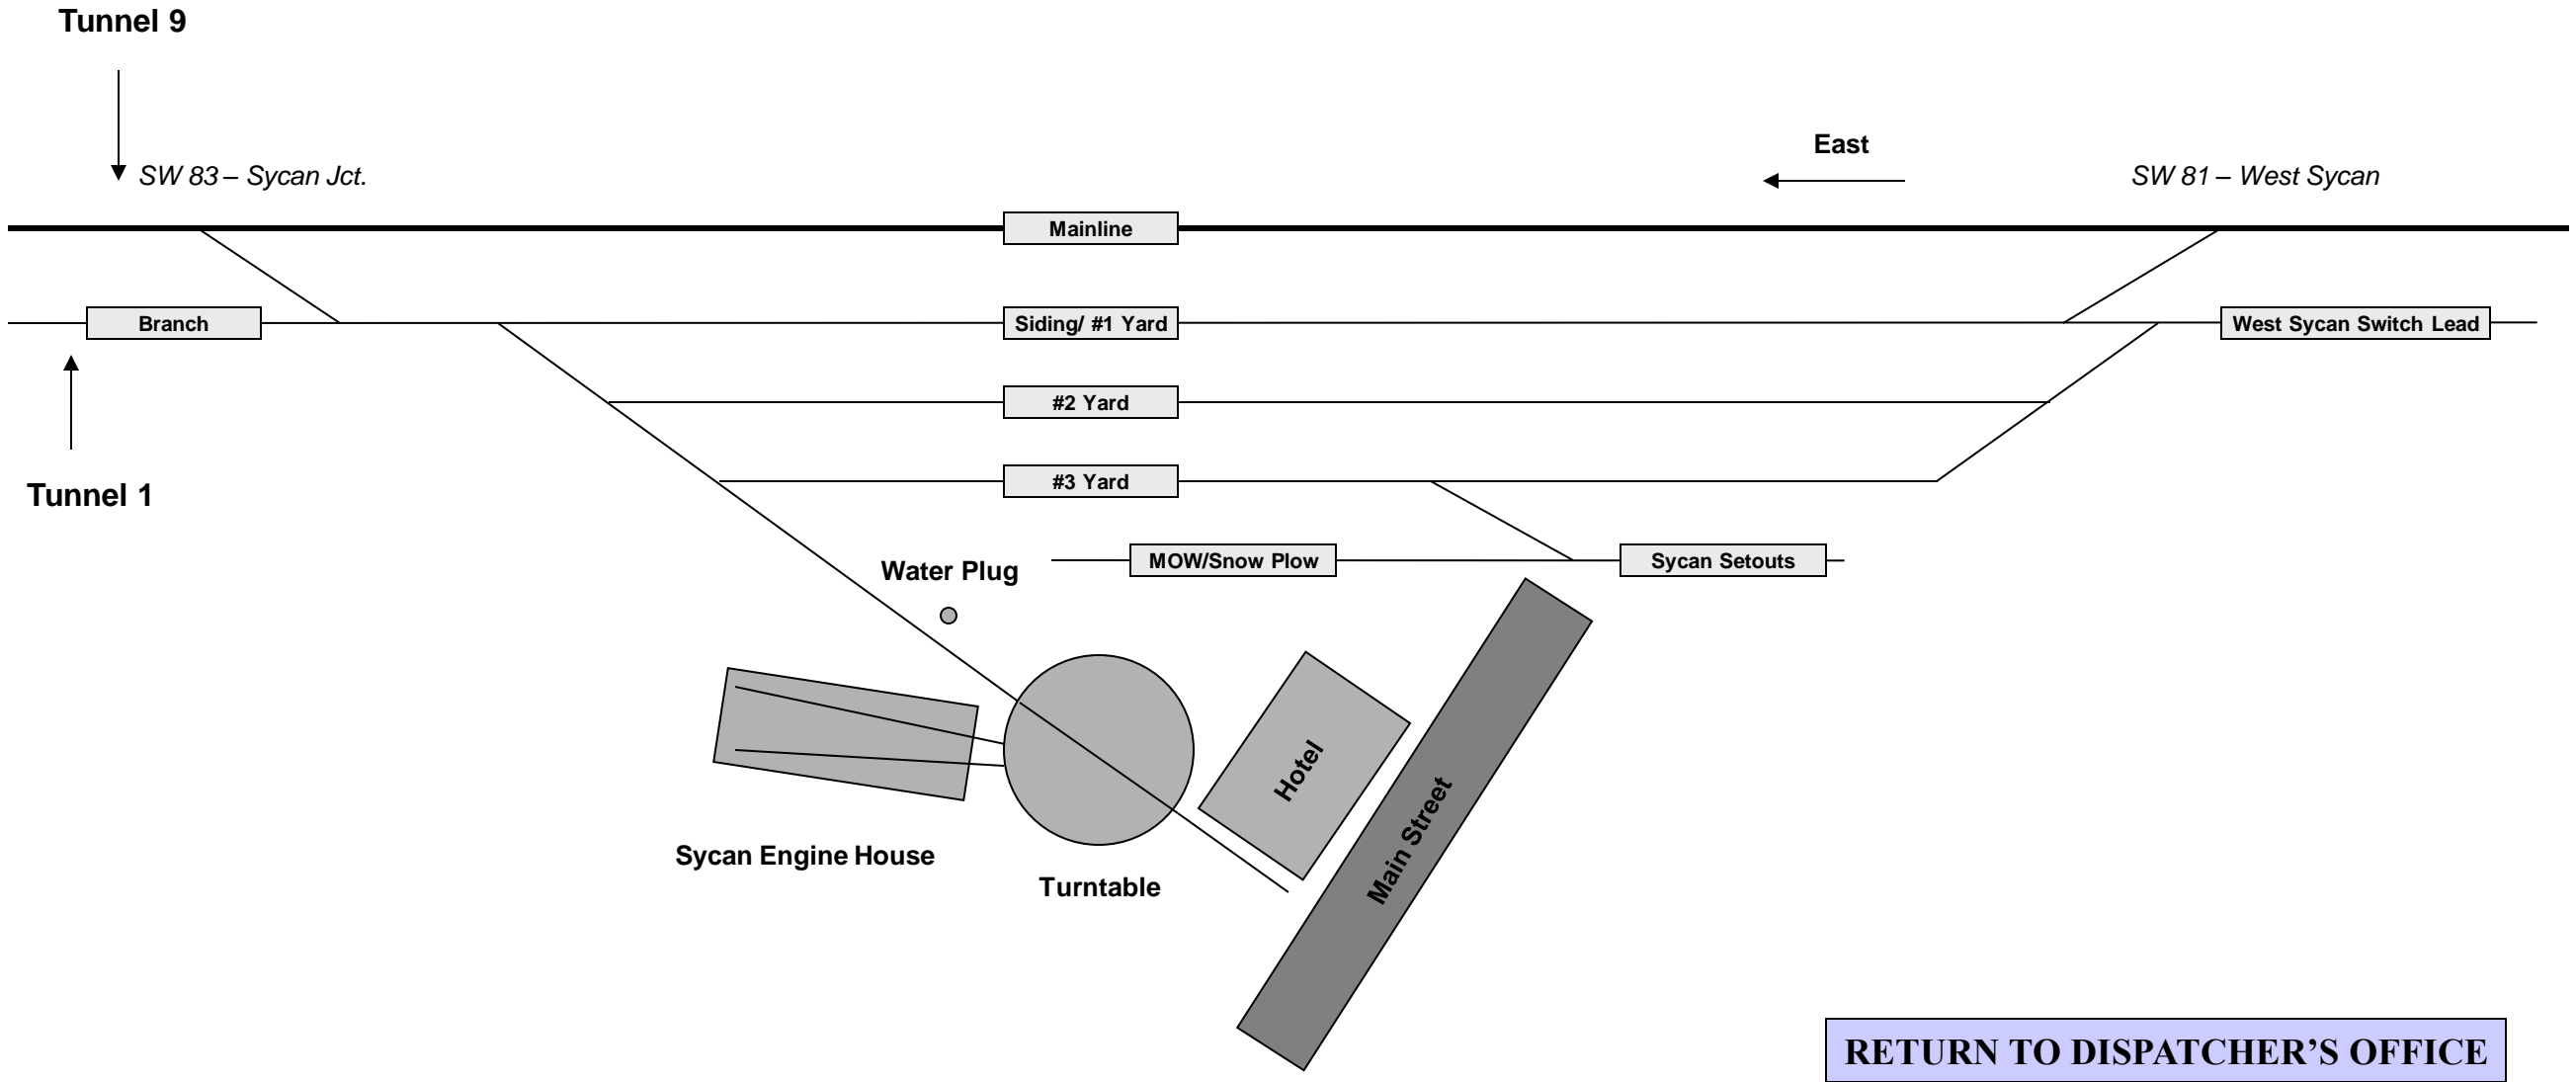 Tunnel 9
East
SW 83 – Sycan Jct.
SW 81 – West Sycan
Mainline
Branch
Siding/ #1 Yard
West Sycan Switch Lead
#2 Yard
Tunnel 1
#3 Yard
MOW/Snow Plow
Sycan Setouts
Water Plug
Hotel
Main Street
Sycan Engine House
Turntable
RETURN TO DISPATCHER’S OFFICE